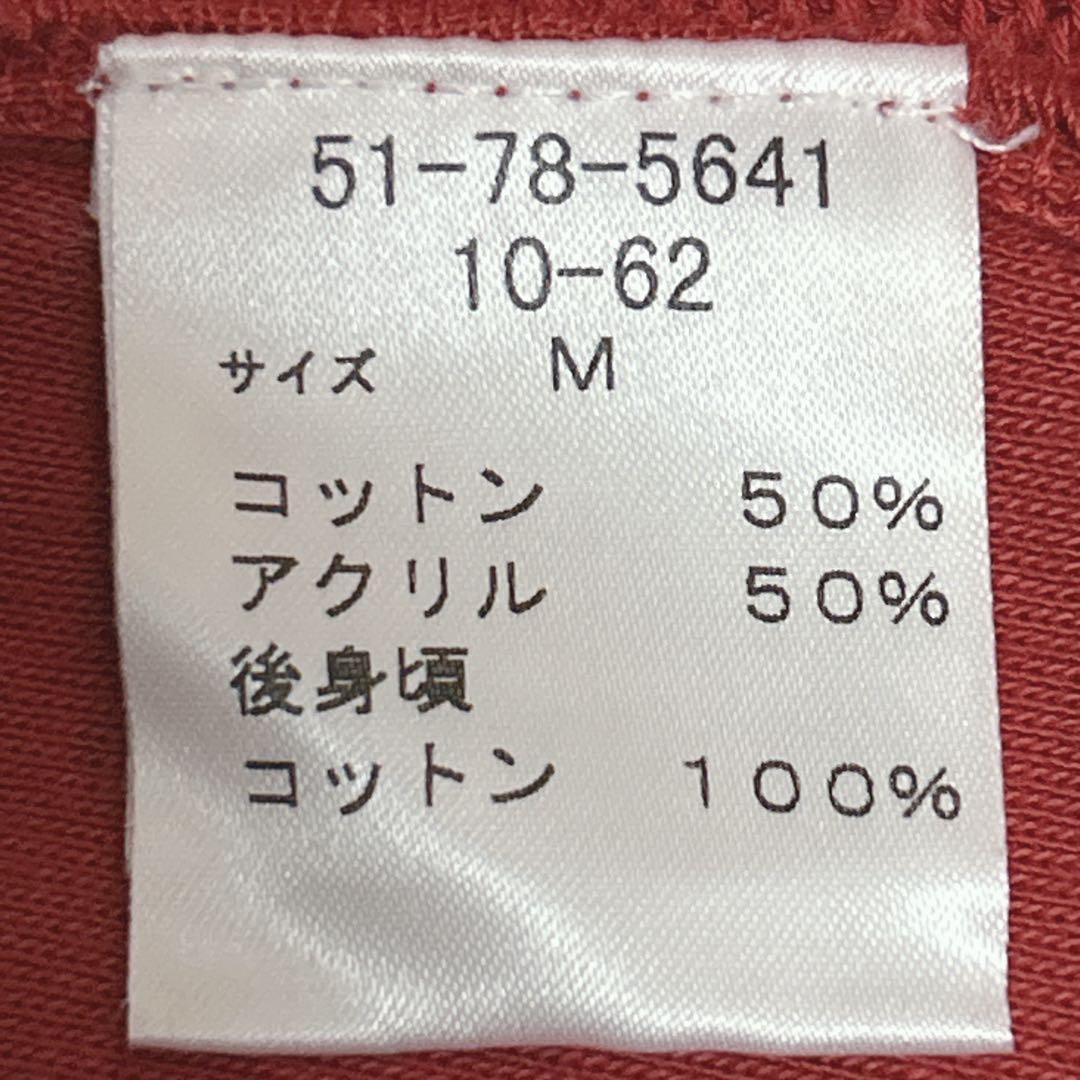 51-78-5641
10-62
サイズ M
コットン 50%
アクリル 50%
後身頃
コットン 100%